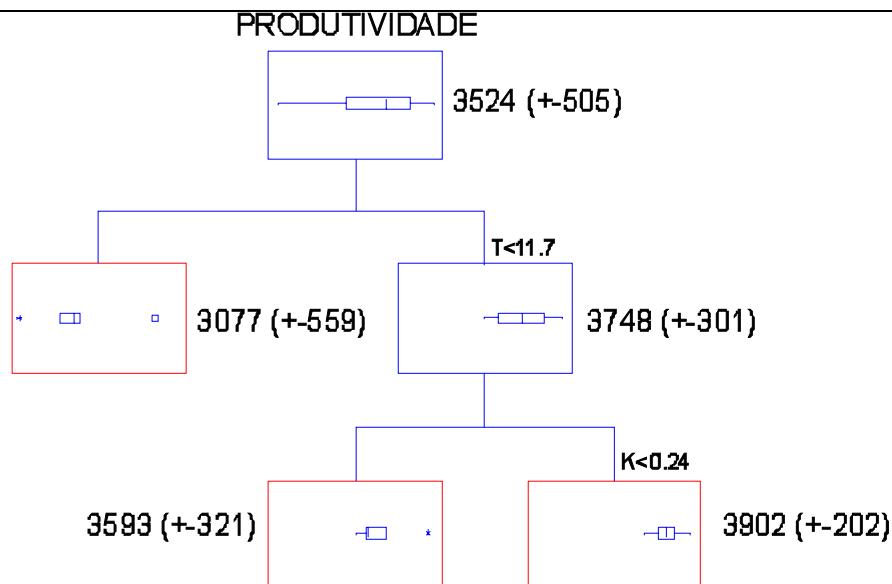 PRODUTIVIDADE
3524 (+-505)
T<11.7
3077 (+-559)
3748 (+-301)
K<0.24
3593 (+-321)
3902 (+-202)